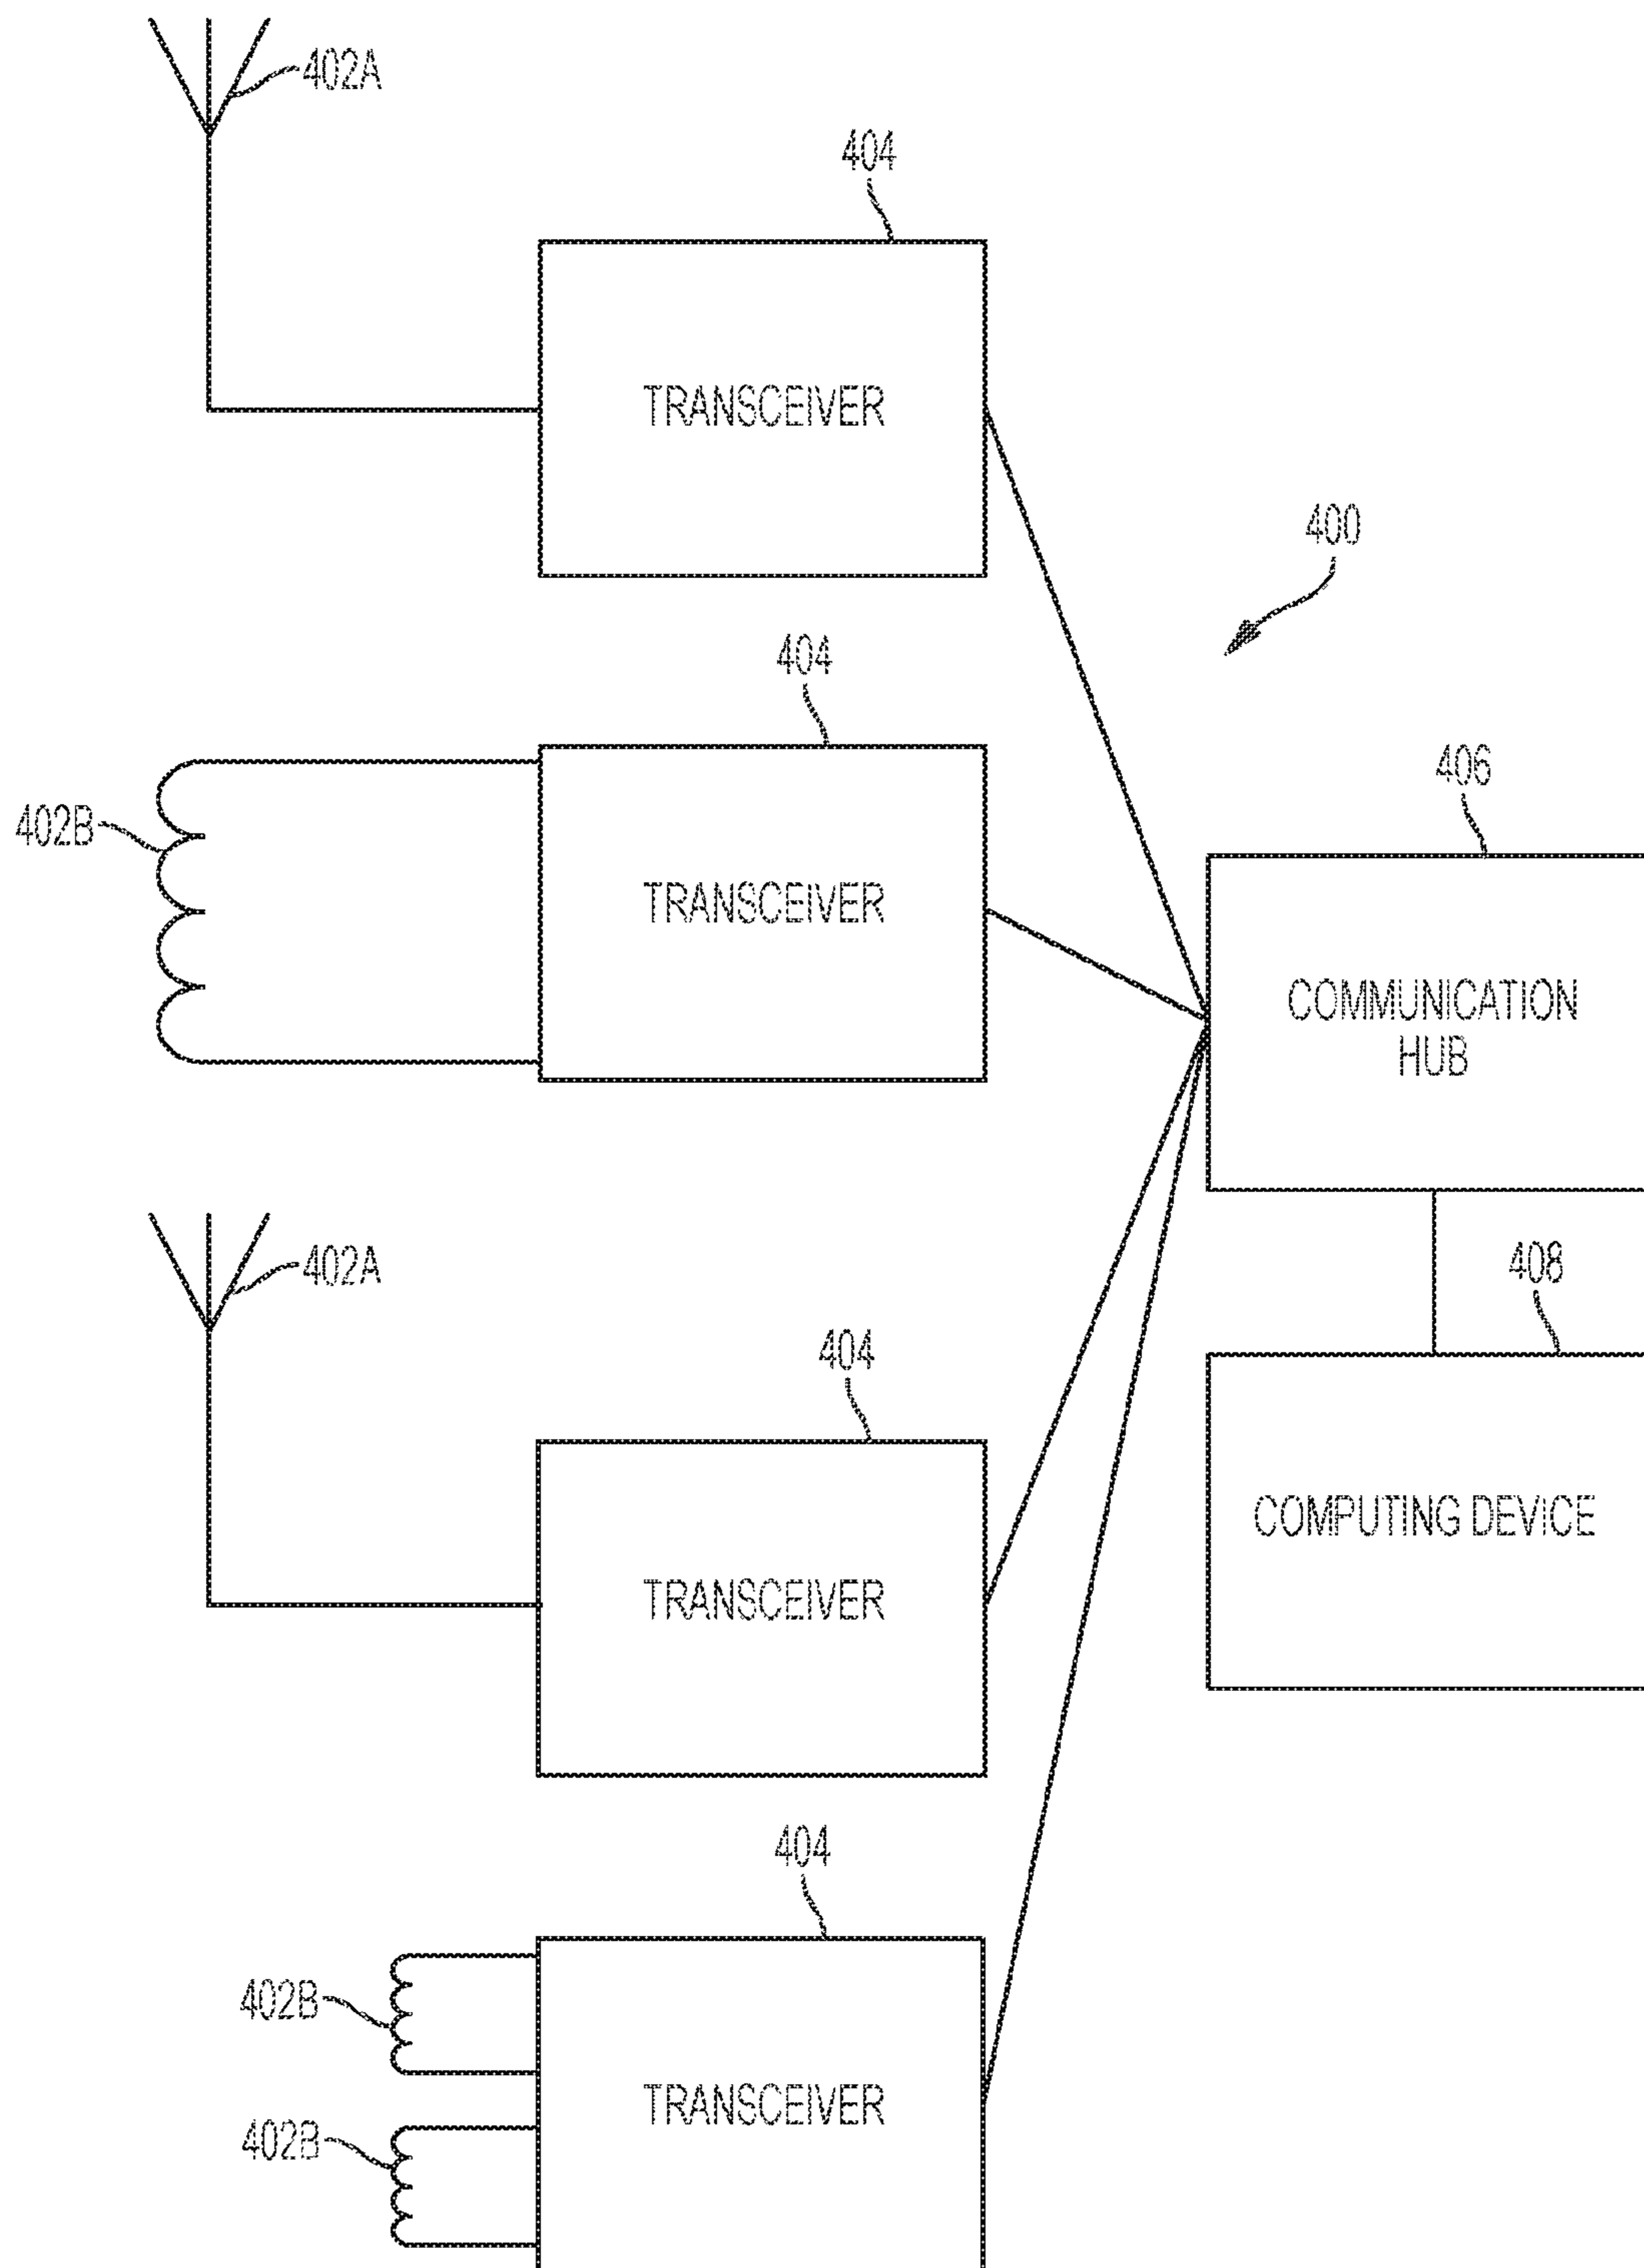 402A
404
TRANSCEIVER
400
404
402B
TRANSCEIVER
406
COMMUNICATION
HUB
402A
408
404
COMPUTING DEVICE
TRANSCEIVER
404
402B
TRANSCEIVER
402B